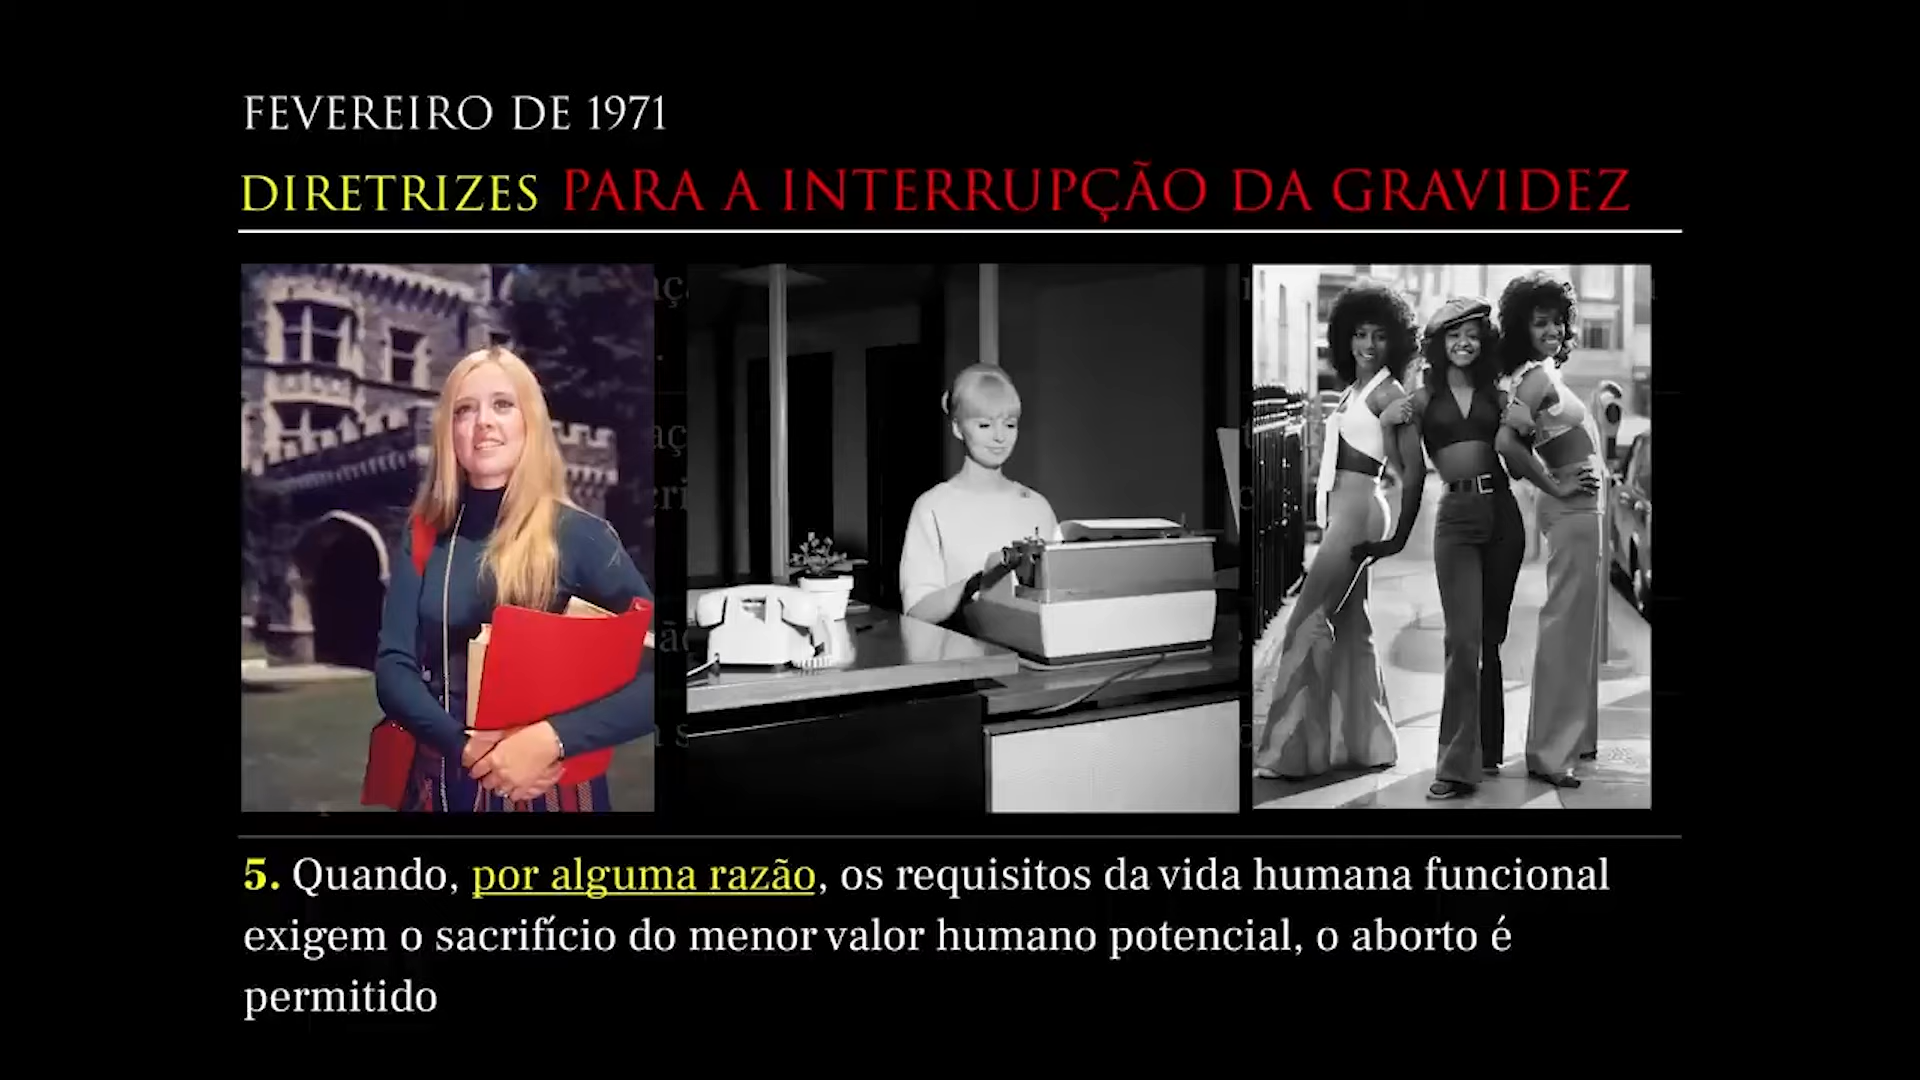 FEVEREIRO DE 1971
DIRETRIZES PARA A INTERRUPÇÃO DA GRAVIDEZ
5. Quando, por alguma razão, os requisitos da vida humana funcional
exigem o sacrifício do menor valor humano potencial, o aborto é
permitido